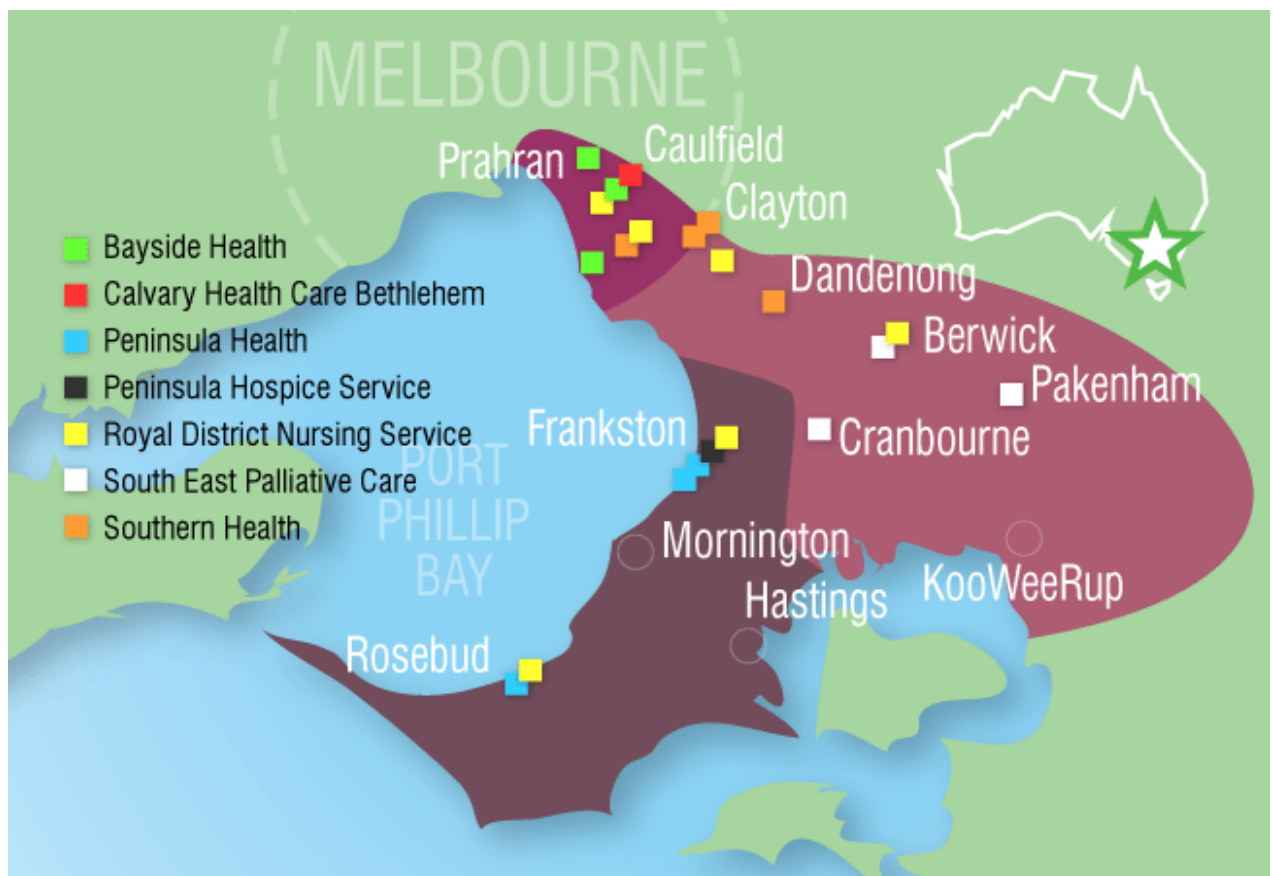 MELBOURNE
Prahran
Caulfield
Clayton
Bayside Health
Calvary Health Care Bethlehem
Peninsula Health
Peninsula Hospice Service
Royal District Nursing Service
South East Palliative Care
Southern Health
Dandenong
Berwick
Pakenham
Cranbourne
Frankston
PORT
PHILLIP
BAY
Mornington
Hastings
KooWeeRup
Rosebud